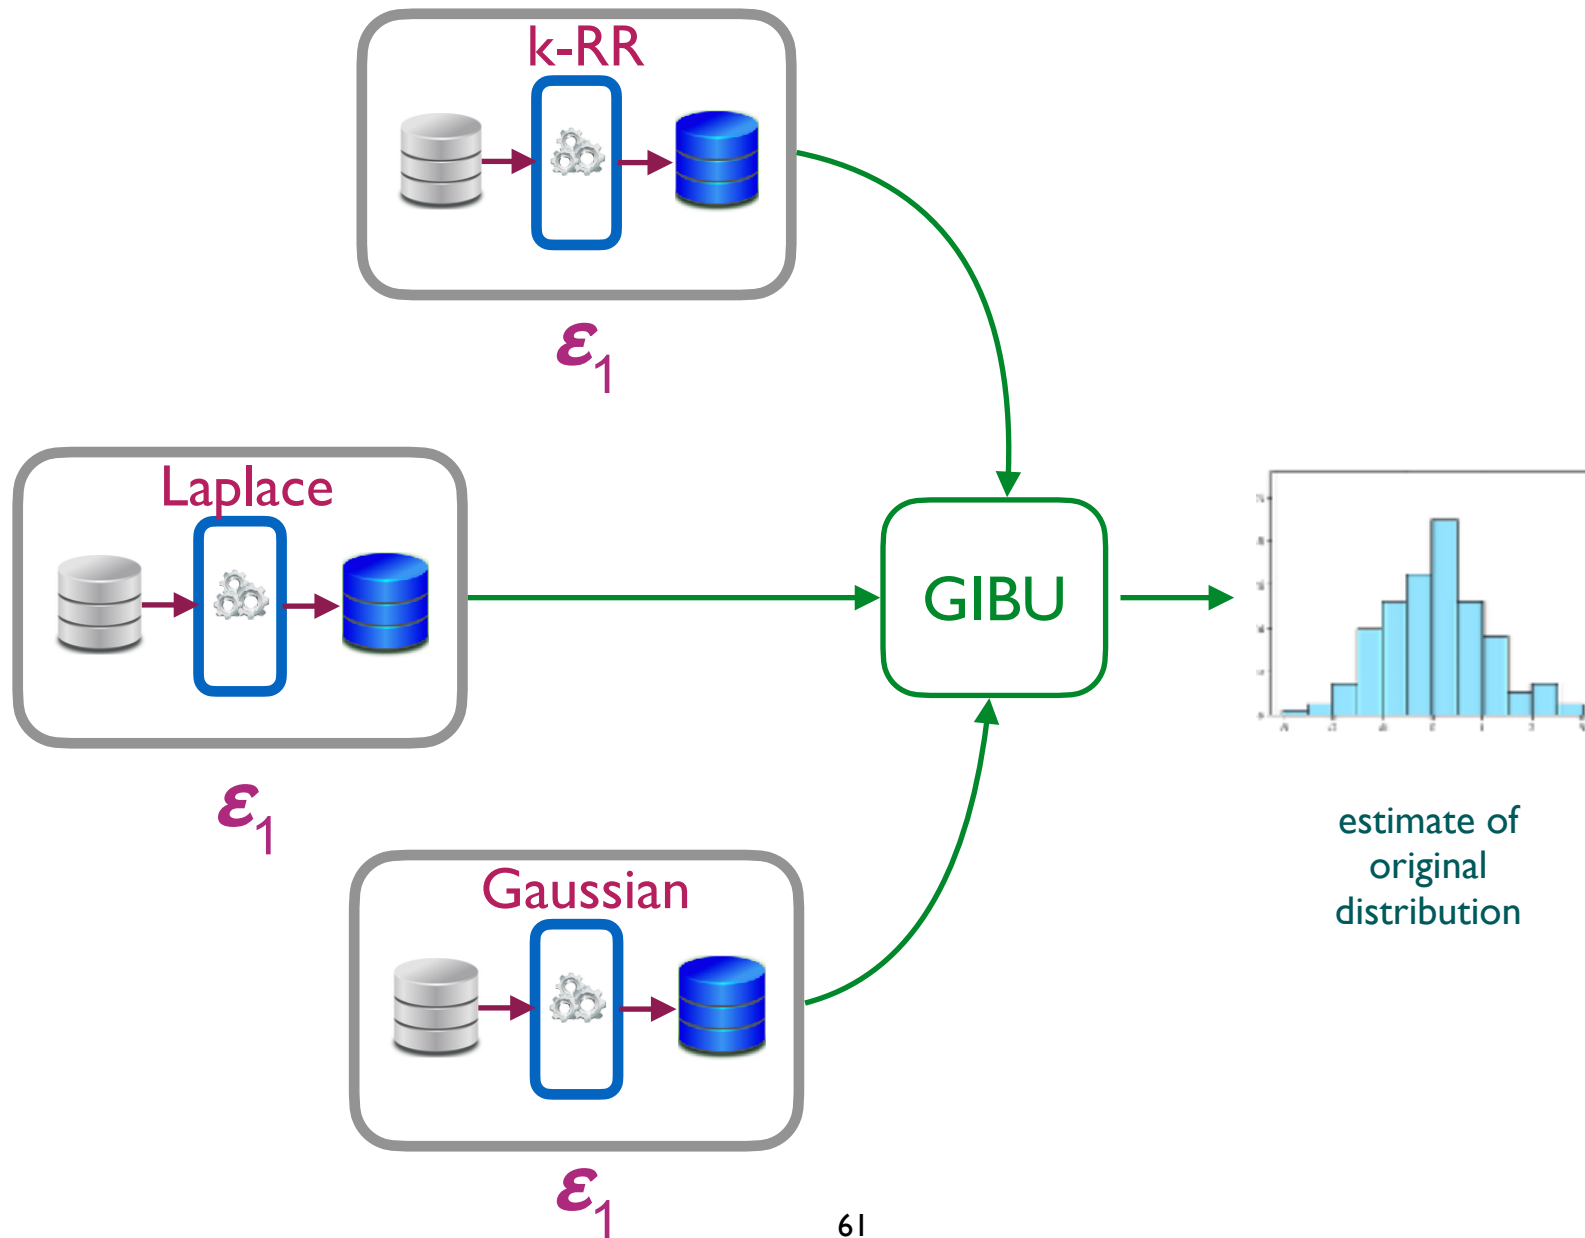 k-RR
ε1
Laplace
ε1
GIBU
estimate of
original
distribution
Gaussian
ε1
61